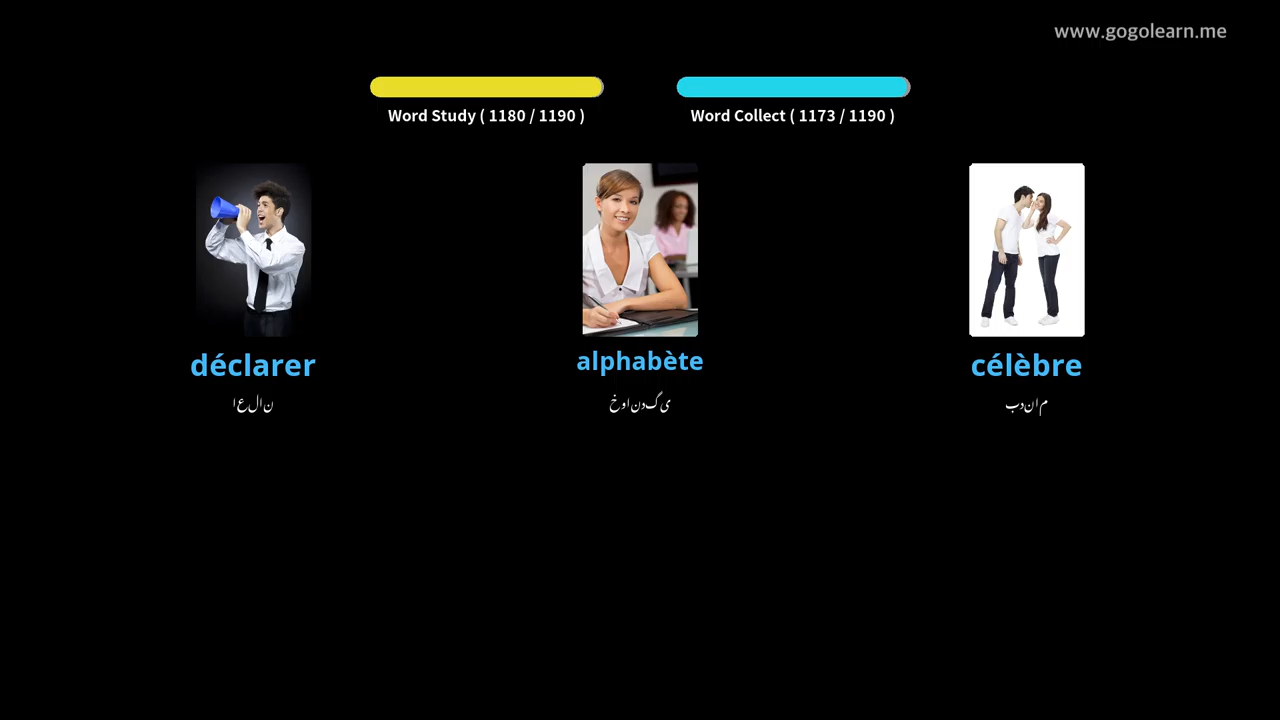 www.gogolearn.me
Word Study ( 1180 / 1190 )
Word Collect ( 1173 / 1190 )
déclarer
alphabète
célèbre
اعلان
خواندگی
بدنام